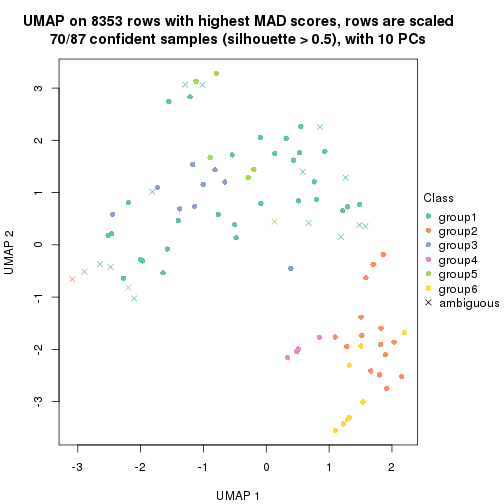 UMAP on 8353 rows with highest MAD scores, rows are scaled
70/87 confident samples (silhouette > 0.5), with 10 PCs
3
2
1
0
-1
-2
-3
UMAP 2
-3
-2
-1
0
1
2
UMAP 1
Class
group1
group2
group3
group4
group5
group6
ambiguous